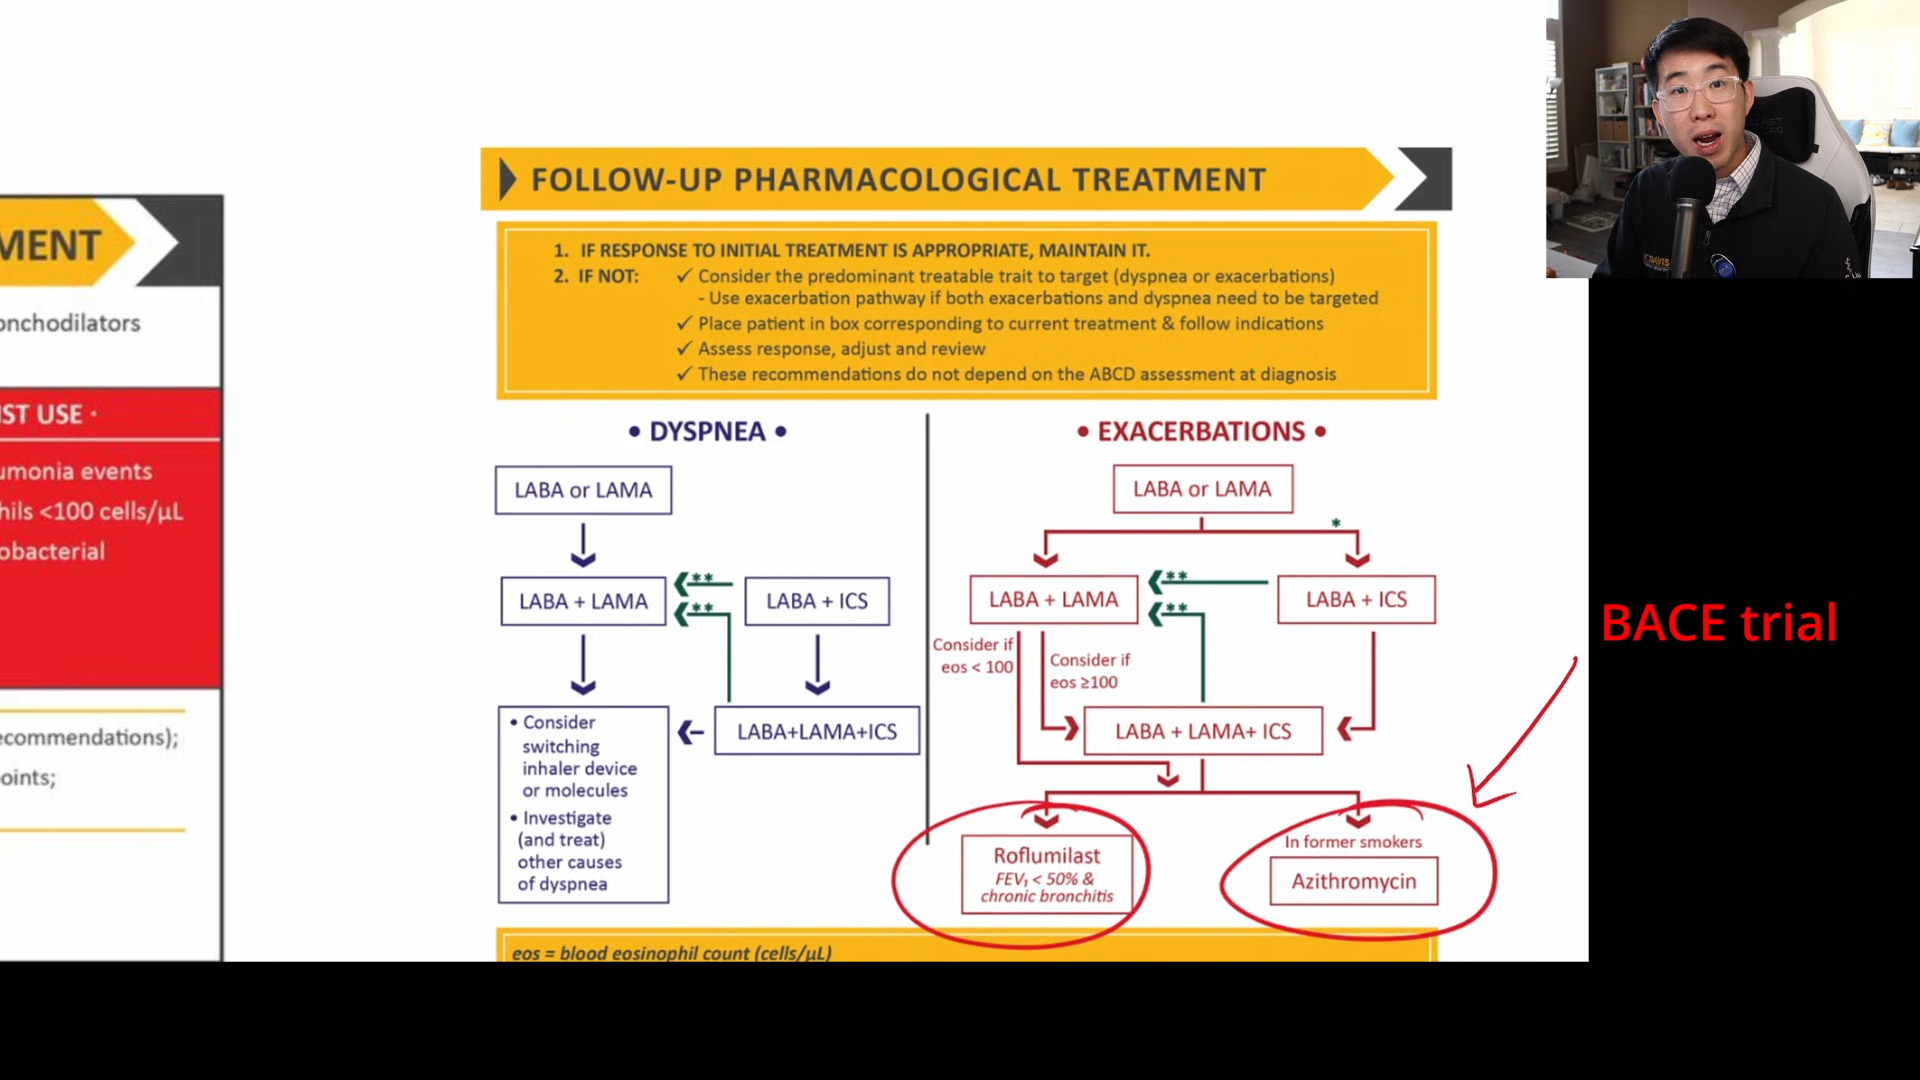 MENT
onchodilators
ST USE ·
umonia events
hils <100 cells/µL
obacterial
ecommendations);
oints;
FOLLOW-UP PHARMACOLOGICAL TREATMENT
1. IF RESPONSE TO INITIAL TREATMENT IS APPROPRIATE, MAINTAIN IT.
2. IF NOT: ✓ Consider the predominant treatable trait to target (dyspnea or exacerbations)
- Use exacerbation pathway if both exacerbations and dyspnea need to be targeted
✓ Place patient in box corresponding to current treatment & follow indications
✓ Assess response, adjust and review
✓ These recommendations do not depend on the ABCD assessment at diagnosis
• DYSPNEA •
LABA or LAMA
LABA + LAMA
**
**
LABA + ICS
• Consider
switching
inhaler device
or molecules
• Investigate
(and treat)
other causes
of dyspnea
LABA+LAMA+ICS
• EXACERBATIONS •
LABA or LAMA
*
LABA + LAMA
**
**
LABA + ICS
Consider if
eos < 100
Consider if
eos ≥100
LABA + LAMA+ ICS
Roflumilast
FEV₁ < 50% &
chronic bronchitis
In former smokers
Azithromycin
eos = blood eosinophil count (cells/µL)
BACE trial
DAVIS